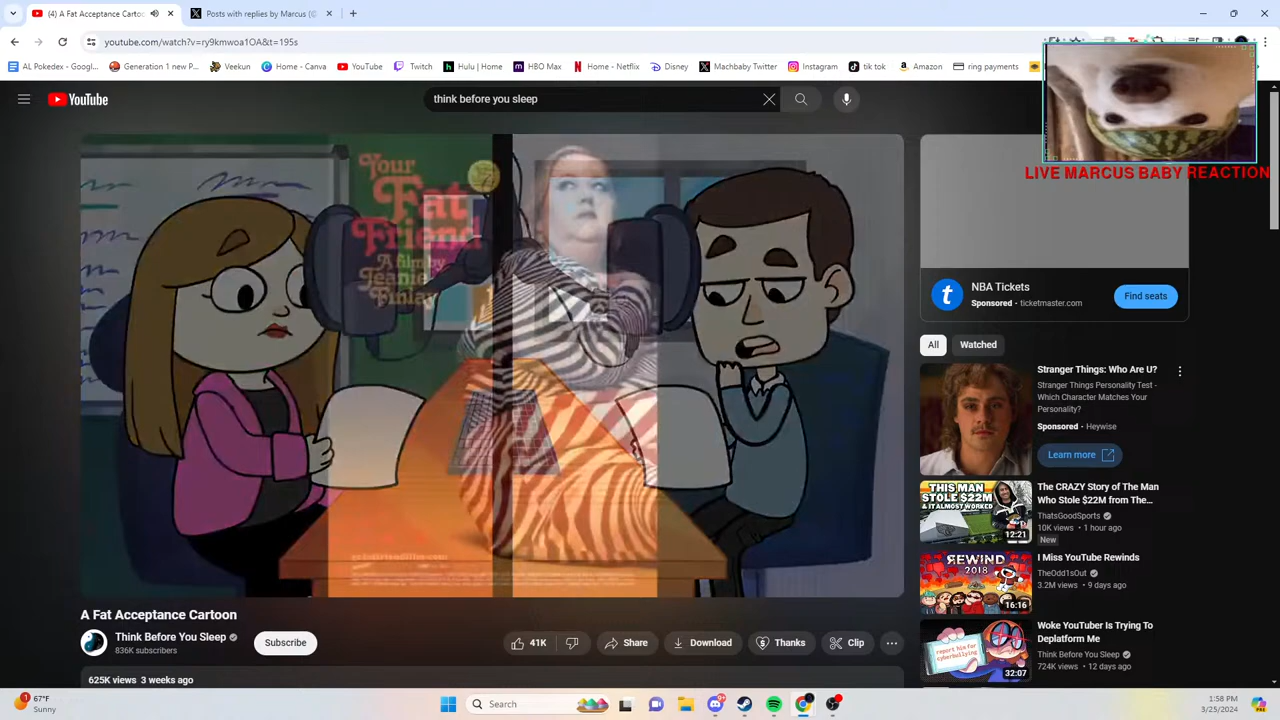 (4) A Fat Acceptance Cartoo
Posts with replies by Marcus (@
youtube.com/watch?v=ry9kmwoa1OA&t=195s
AL Pokedex - Googl...
Generation 1 new P...
Veekun
Home - Canva
YouTube
Twitch
Hulu | Home
HBO Max
Home - Netflix
Disney
Machbaby Twitter
Instagram
tik tok
Amazon
ring payments
YouTube
think before you sleep
LIVE MARCUS BABY REACTION
Your
Fat
Friend
A film by
Jeanie
Finlay
NBA Tickets
Sponsored · ticketmaster.com
Find seats
All
Watched
Stranger Things: Who Are U?
Stranger Things Personality Test -
Which Character Matches Your
Personality?
Sponsored · Heywise
Learn more
THIS MAN
STOLE $22M
& IT ALMOST WORKED
12:21
The CRAZY Story of The Man
Who Stole $22M from The...
ThatsGoodSports
10K views · 1 hour ago
New
REWIND
2018
16:16
I Miss YouTube Rewinds
TheOdd1sOut
3.2M views · 9 days ago
report him for
cyberbullying
32:07
Woke YouTuber Is Trying To
Deplatform Me
Think Before You Sleep
724K views · 12 days ago
A Fat Acceptance Cartoon
Think Before You Sleep
836K subscribers
Subscribe
41K
Share
Download
Thanks
Clip
625K views 3 weeks ago
67°F
Sunny
Search
1:58 PM
3/25/2024